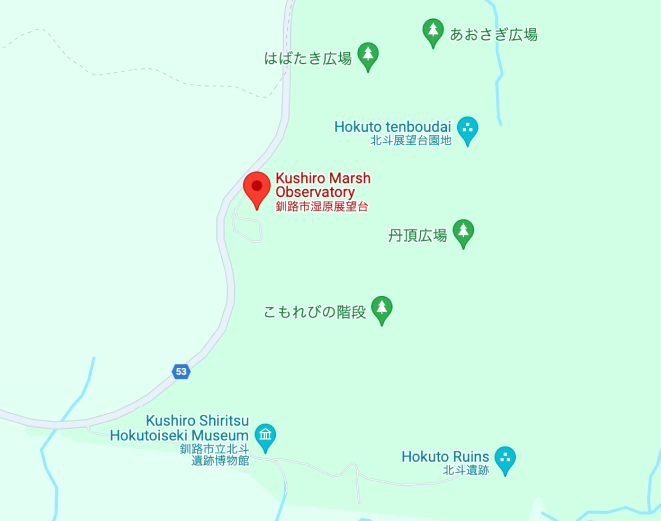 あおさぎ広場
はばたき広場
Hokuto tenboudai
北斗展望台園地
Kushiro Marsh
Observatory
釧路市湿原展望台
丹頂広場
こもれびの階段
53
Kushiro Shiritsu
Hokutoiseki Museum
釧路市立北斗
遺跡博物館
Hokuto Ruins
北斗遺跡